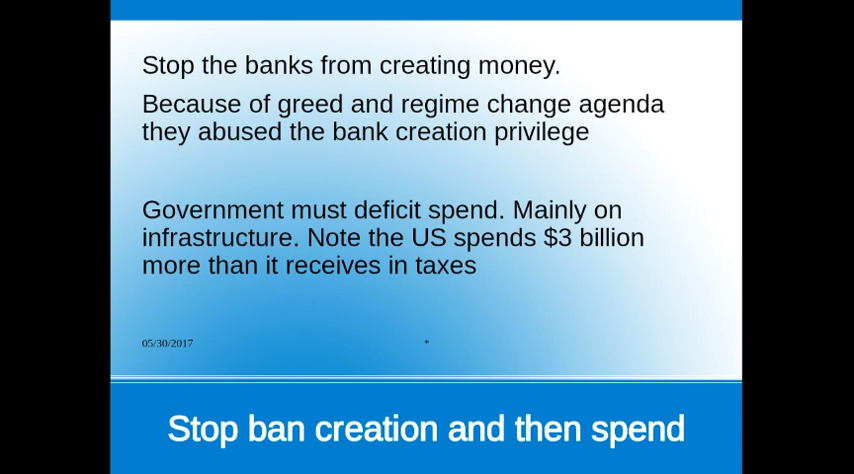 Stop the banks from creating money.
Because of greed and regime change agenda
they abused the bank creation privilege
Government must deficit spend. Mainly on
infrastructure. Note the US spends $3 billion
more than it receives in taxes
05/30/2017
*
Stop ban creation and then spend